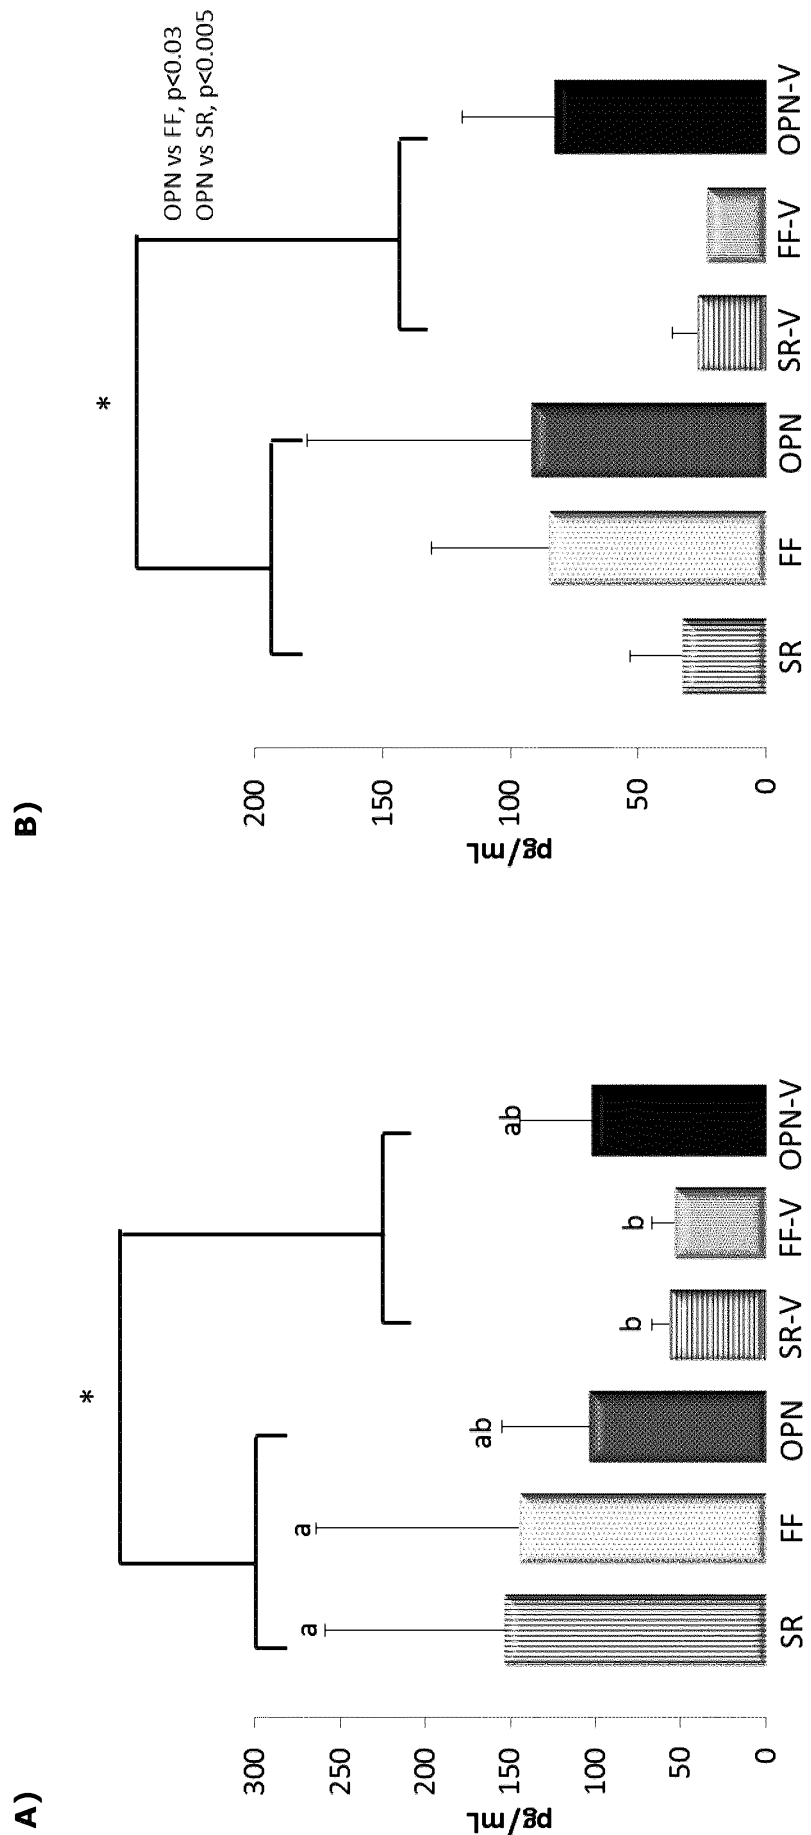 A)
*
a
a
ab
b
b
ab
300
250
200
150
100
50
0
pg/mL
SR
FF
OPN
SR-V
FF-V
OPN-V
B)
*
OPN vs FF, p<0.03
OPN vs SR, p<0.005
200
150
100
50
0
pg/mL
SR
FF
OPN
SR-V
FF-V
OPN-V